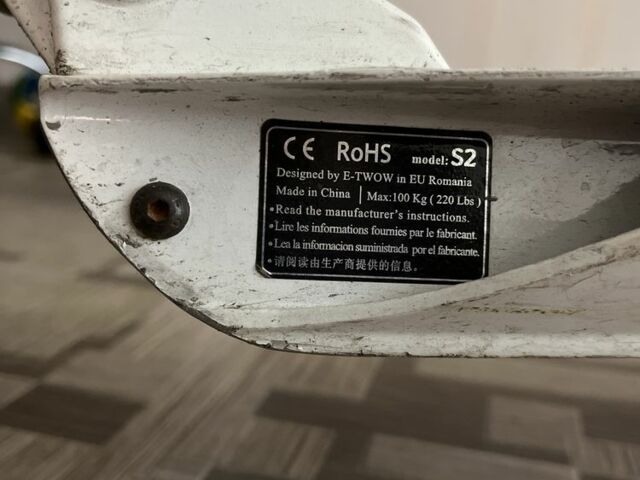 CE RoHS model: S2
Designed by E-TWOW in EU Romania
Made in China | Max:100 Kg ( 220 Lbs )
•Read the manufacturer's instructions.
•Lire les informations fournies par le fabricant.
•Lea la informacion suministrada por el fabricante.
•请阅读由生产商提供的信息。